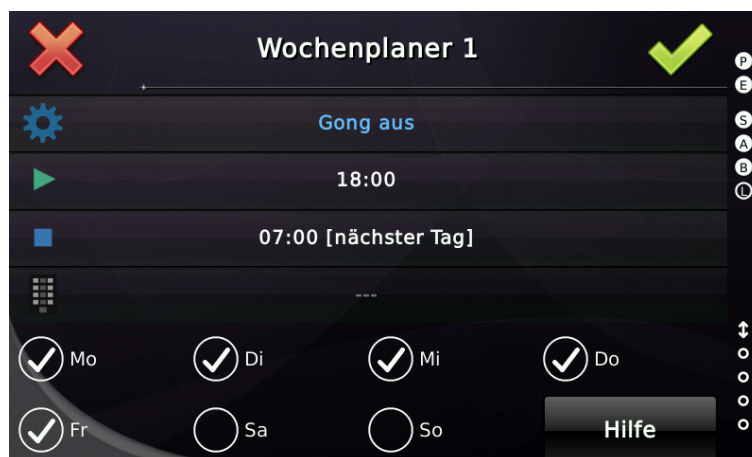 Wochenplaner 1
Gong aus
18:00
07:00 [nächster Tag]
---
Mo Di Mi Do
Fr Sa So Hilfe
P
E
S
A
B
L